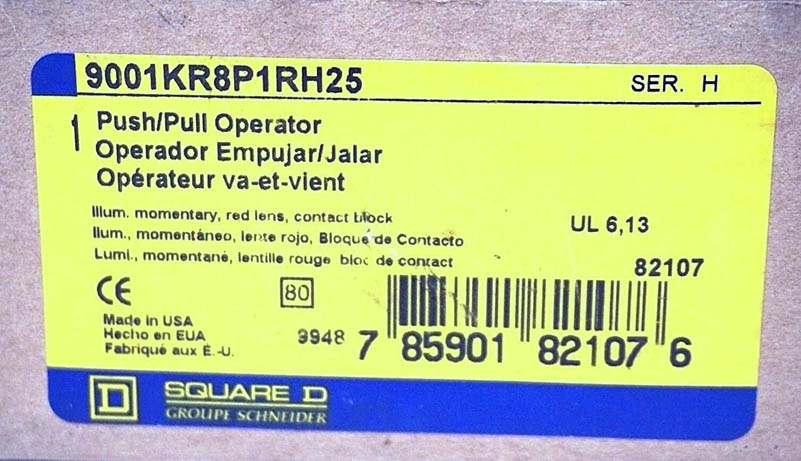 9001KR8P1RH25 SER. H
1 Push/Pull Operator
Operador Empujar/Jalar
Opérateur va-et-vient
Illum. momentary, red lens, contact block
Ilum., momentáneo, lente rojo, Bloque de Contacto
Lumi., momentané, lentille rouge bloc de contact
UL 6,13
82107
CE
80
Made in USA
Hecho en EUA
Fabriqué aux É.-U.
9948
7 85901 82107 6
D SQUARE D
GROUPE SCHNEIDER